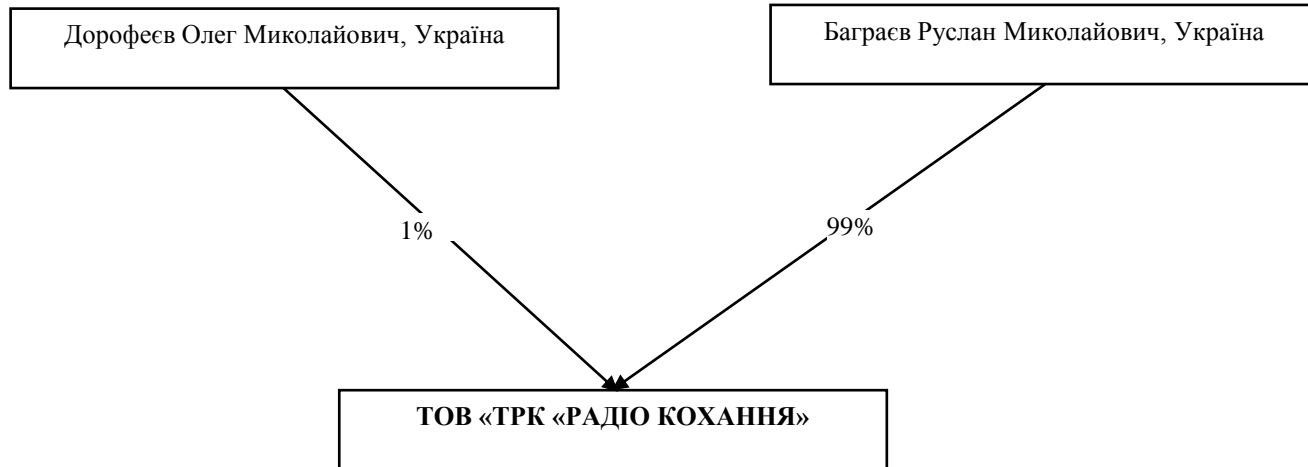 Дорофеєв Олег Миколайович, Україна
Баграєв Руслан Миколайович, Україна
1%
99%
ТОВ «ТРК «РАДІО КОХАННЯ»